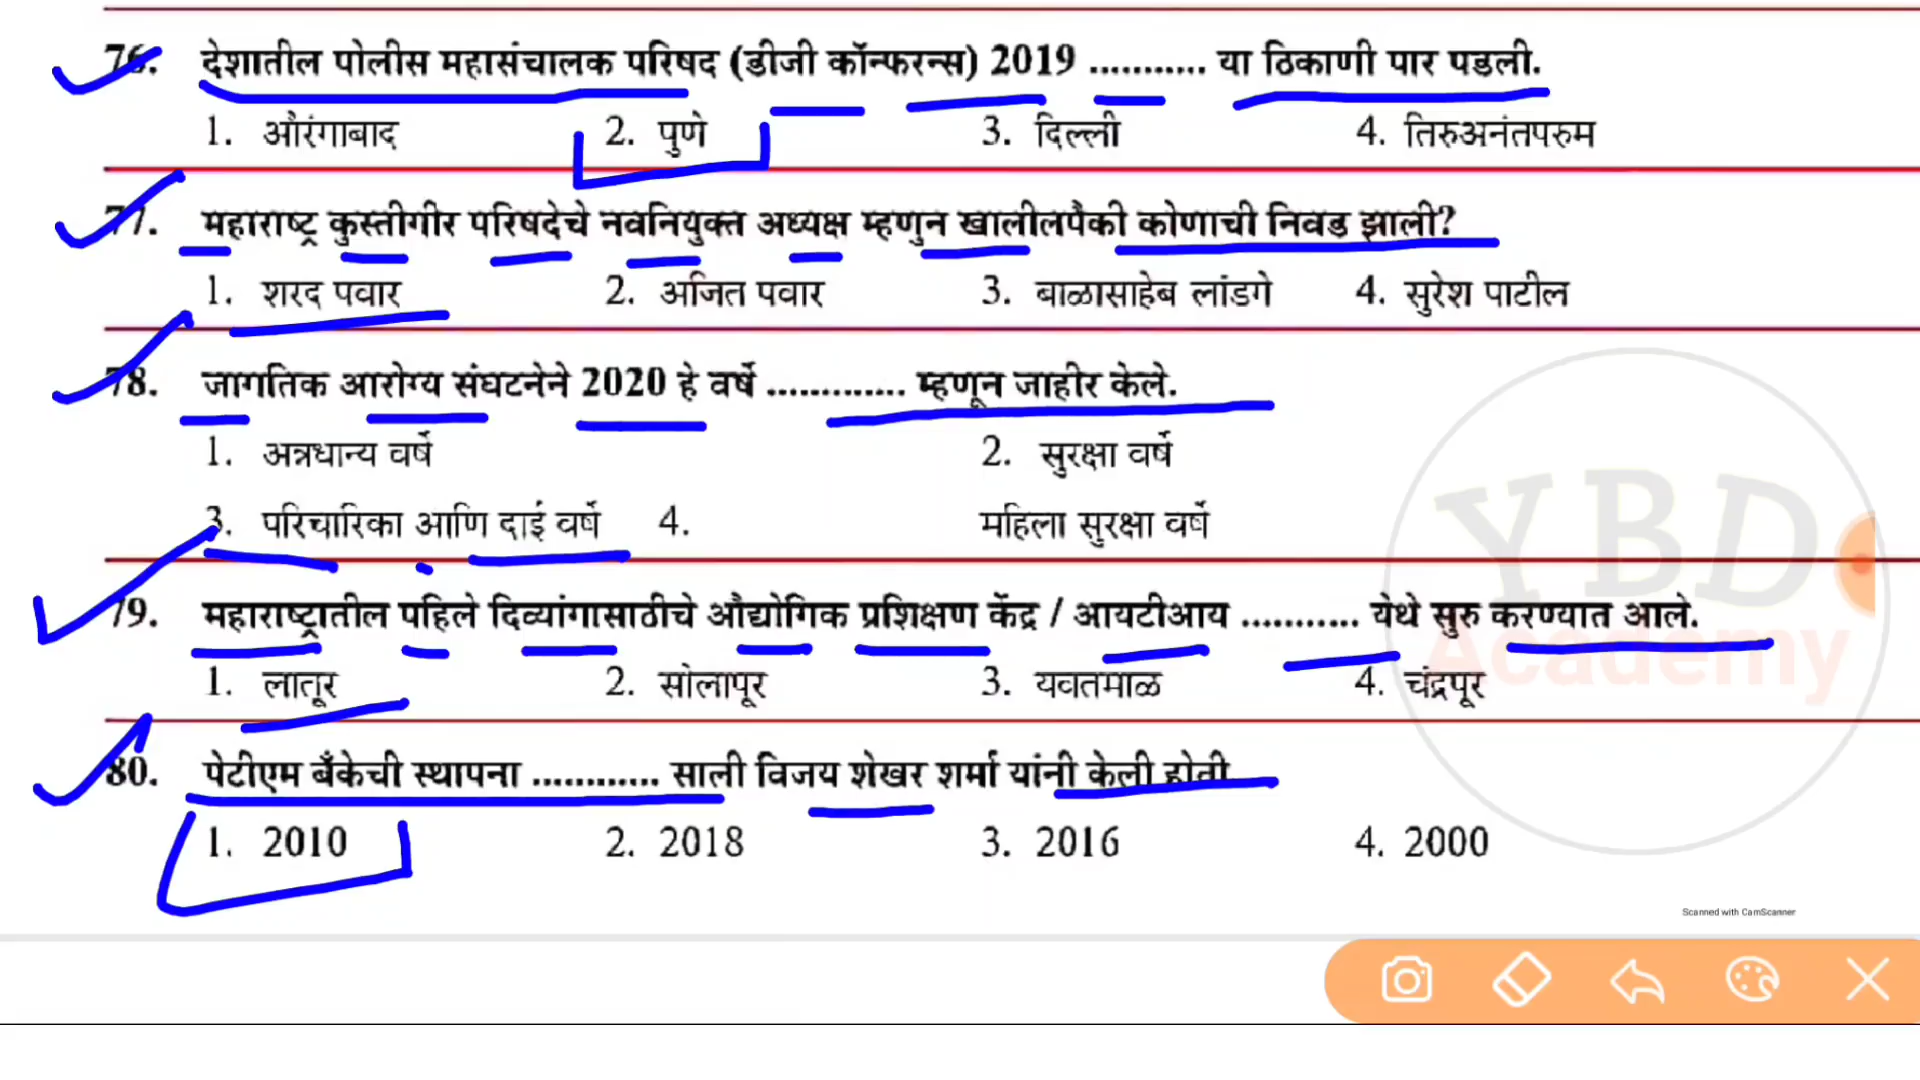 76. देशातील पोलीस महासंचालक परिषद (डीजी कॉन्फरन्स) 2019 ........... या ठिकाणी पार पडली.
1. औरंगाबाद 2. पुणे 3. दिल्ली 4. तिरुअनंतपरुम
77. महाराष्ट्र कुस्तीगीर परिषदेचे नवनियुक्त अध्यक्ष म्हणुन खालीलपैकी कोणाची निवड झाली?
1. शरद पवार 2. अजित पवार 3. बाळासाहेब लांडगे 4. सुरेश पाटील
78. जागतिक आरोग्य संघटनेने 2020 हे वर्षे ............. म्हणून जाहीर केले.
1. अन्नधान्य वर्षे 2. सुरक्षा वर्षे
3. परिचारिका आणि दाई वर्षे 4. महिला सुरक्षा वर्षे
79. महाराष्ट्रातील पहिले दिव्यांगासाठीचे औद्योगिक प्रशिक्षण केंद्र / आयटीआय ........... येथे सुरु करण्यात आले.
1. लातूर 2. सोलापूर 3. यवतमाळ 4. चंद्रपूर
80. पेटीएम बँकेची स्थापना ............ साली विजय शेखर शर्मा यांनी केली होती
1. 2010 2. 2018 3. 2016 4. 2000
YBD
Academy
Scanned with CamScanner